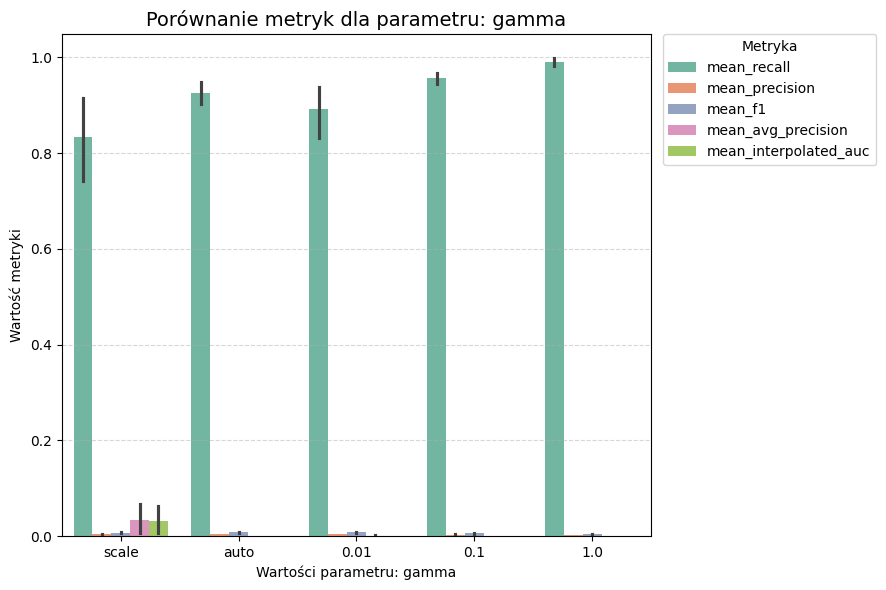 Porównanie metryk dla parametru: gamma
Metryka
mean_recall
mean_precision
mean_f1
mean_avg_precision
mean_interpolated_auc
Wartość metryki
1.0
0.8
0.6
0.4
0.2
0.0
scale auto 0.01 0.1 1.0
Wartości parametru: gamma